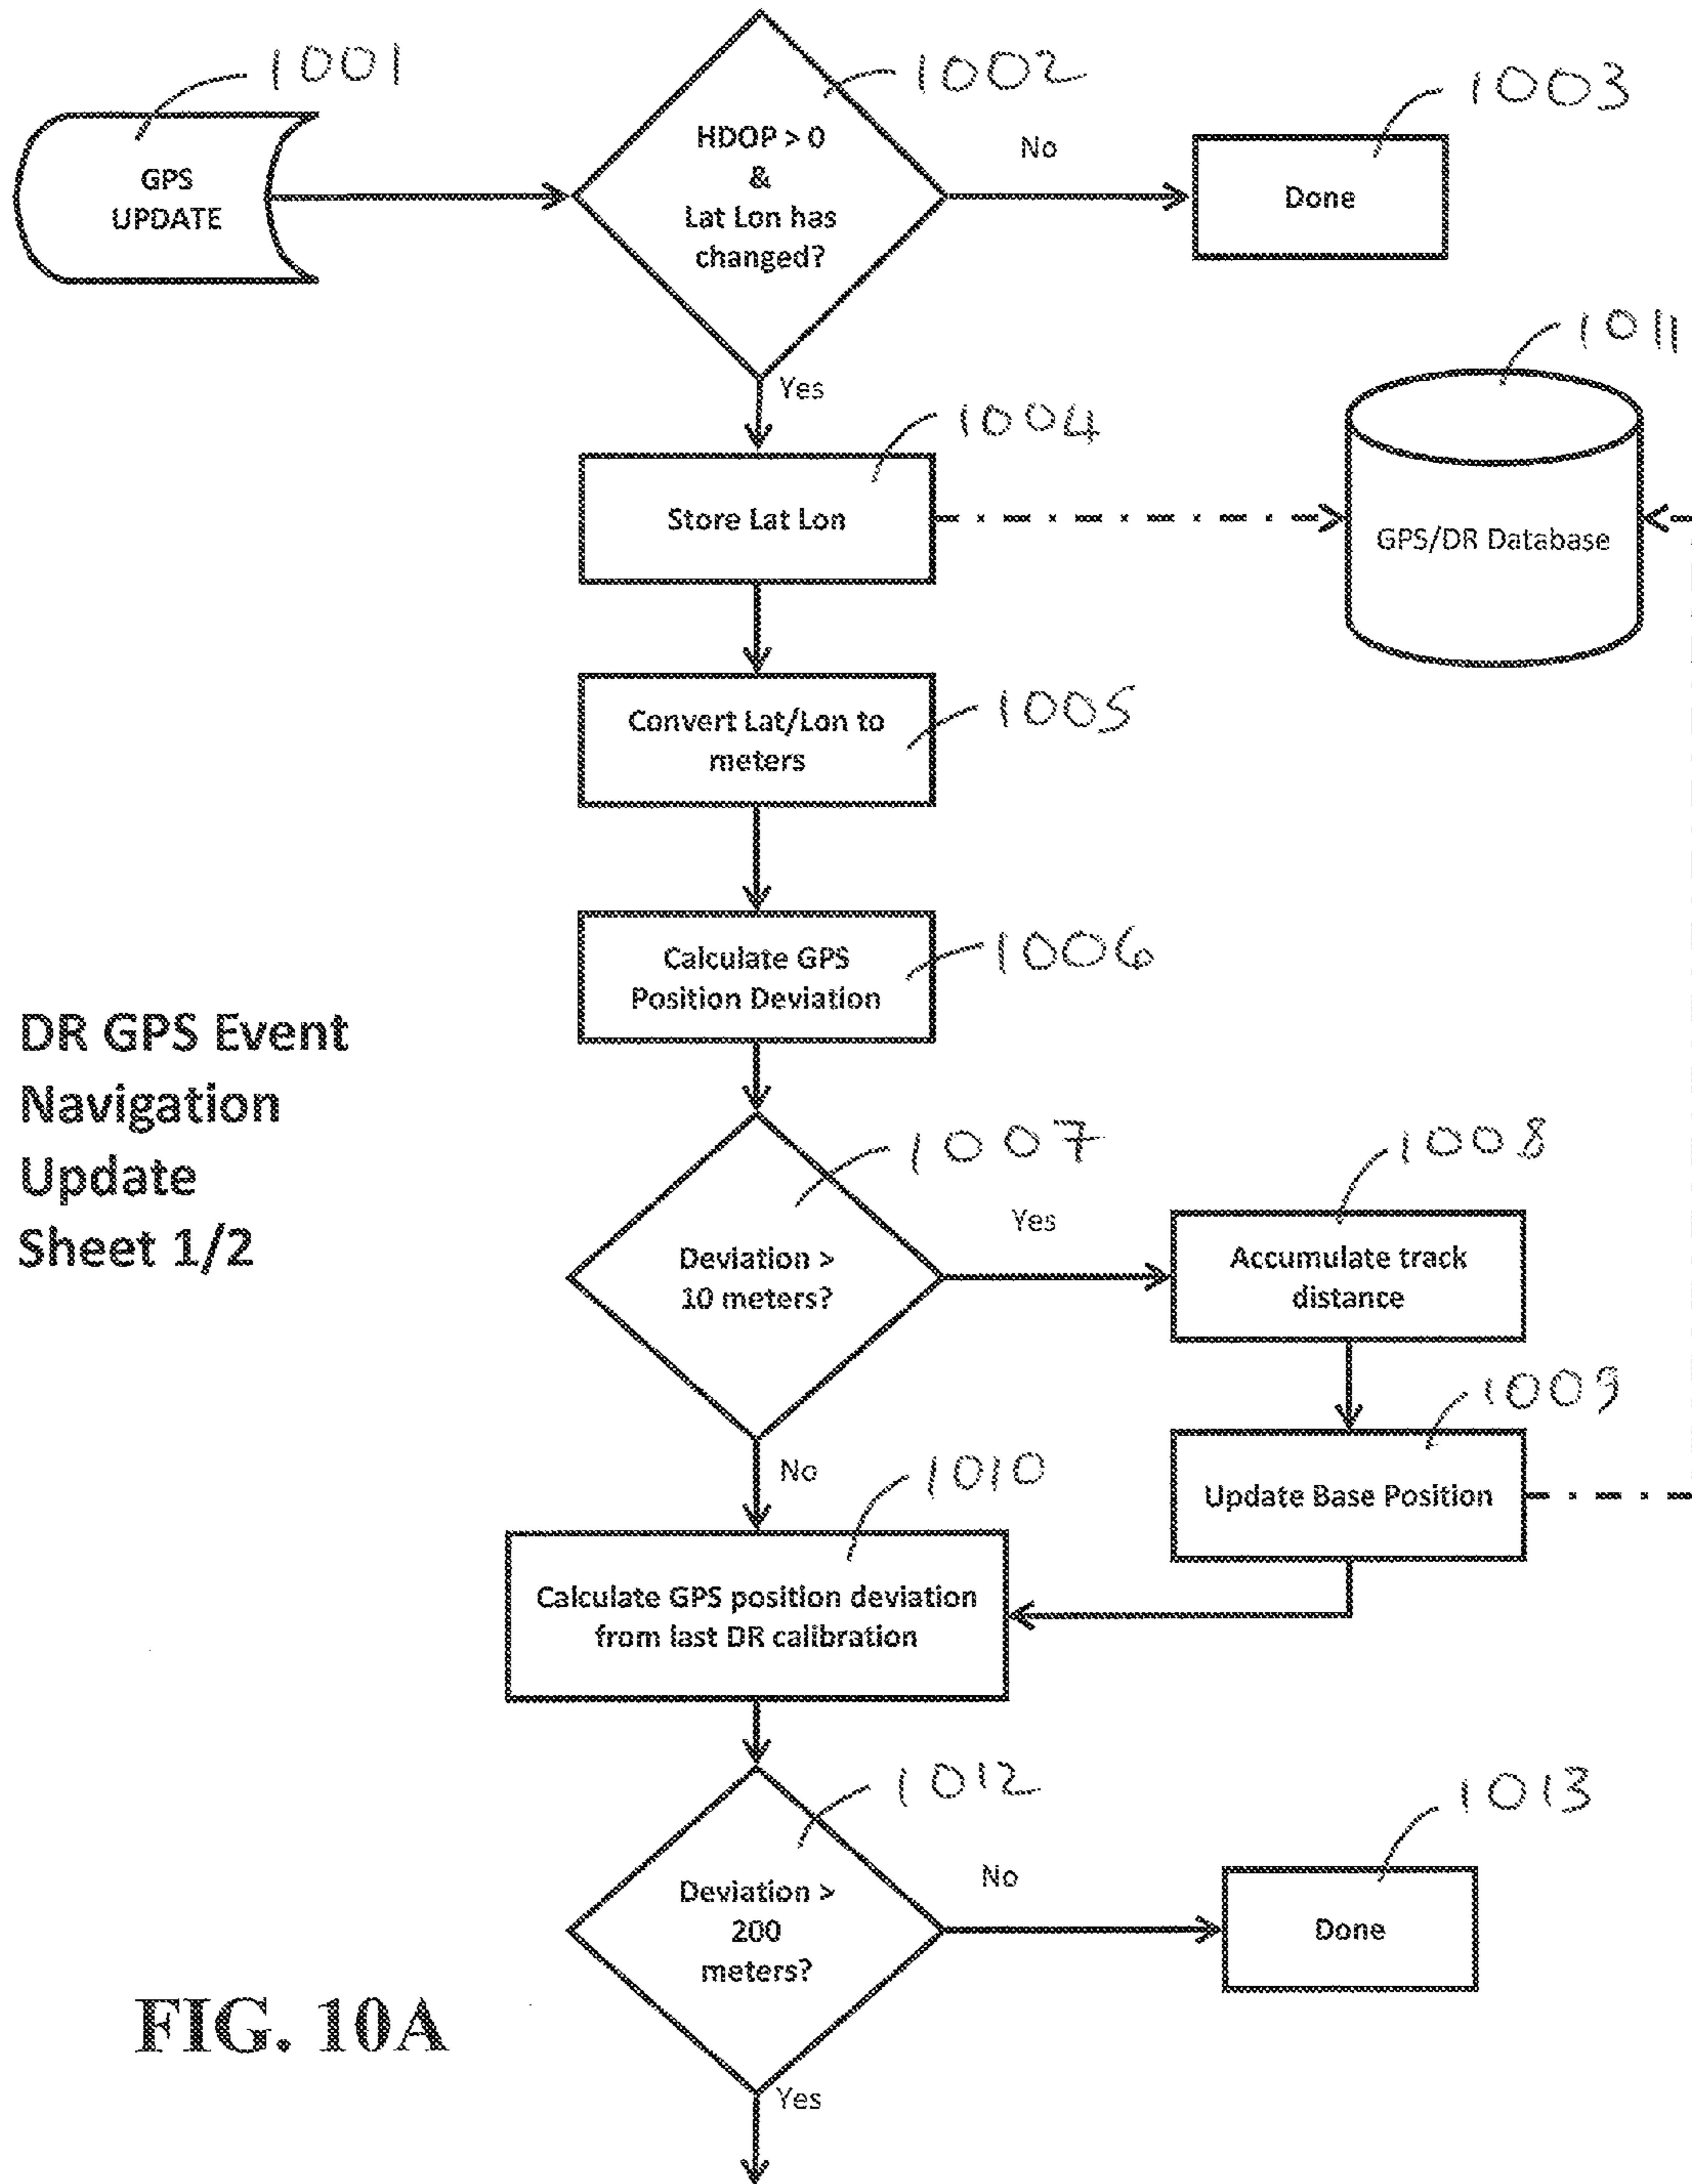 1001
GPS
UPDATE
1002
HDOP > 0
&
Lat Lon has
changed?
No
1003
Done
Yes
1004
Store Lat Lon
1011
GPS/DR Database
Convert Lat/Lon to
meters
1005
Calculate GPS
Position Deviation
1006
DR GPS Event
Navigation
Update
Sheet 1/2
1007
Deviation >
10 meters?
Yes
1008
Accumulate track
distance
1009
Update Base Position
No
1010
Calculate GPS position deviation
from last DR calibration
1012
Deviation >
200
meters?
No
1013
Done
Yes
FIG. 10A